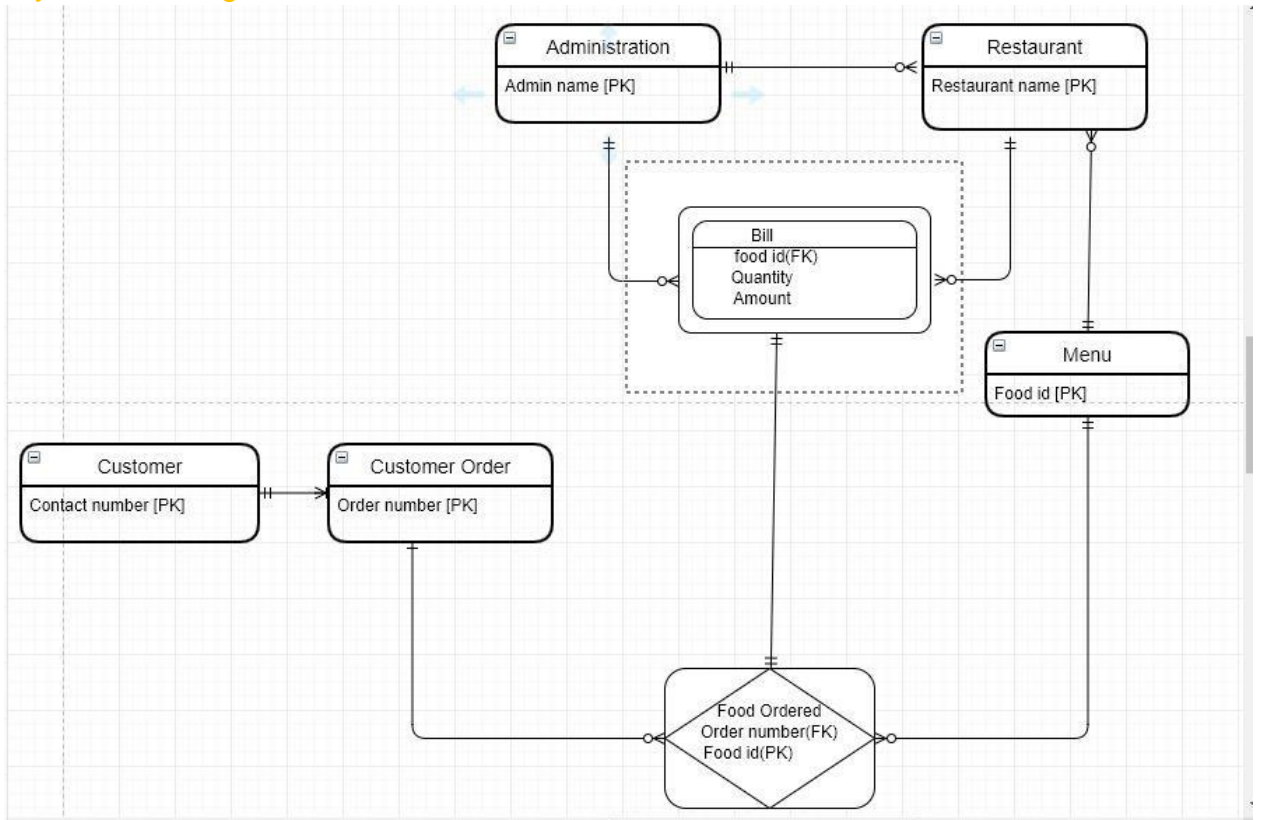 Administration
Admin name [PK]
Restaurant
Restaurant name [PK]
Bill
food id(FK)
Quantity
Amount
Menu
Food id [PK]
Customer
Contact number [PK]
Customer Order
Order number [PK]
Food Ordered
Order number(FK)
Food id(PK)